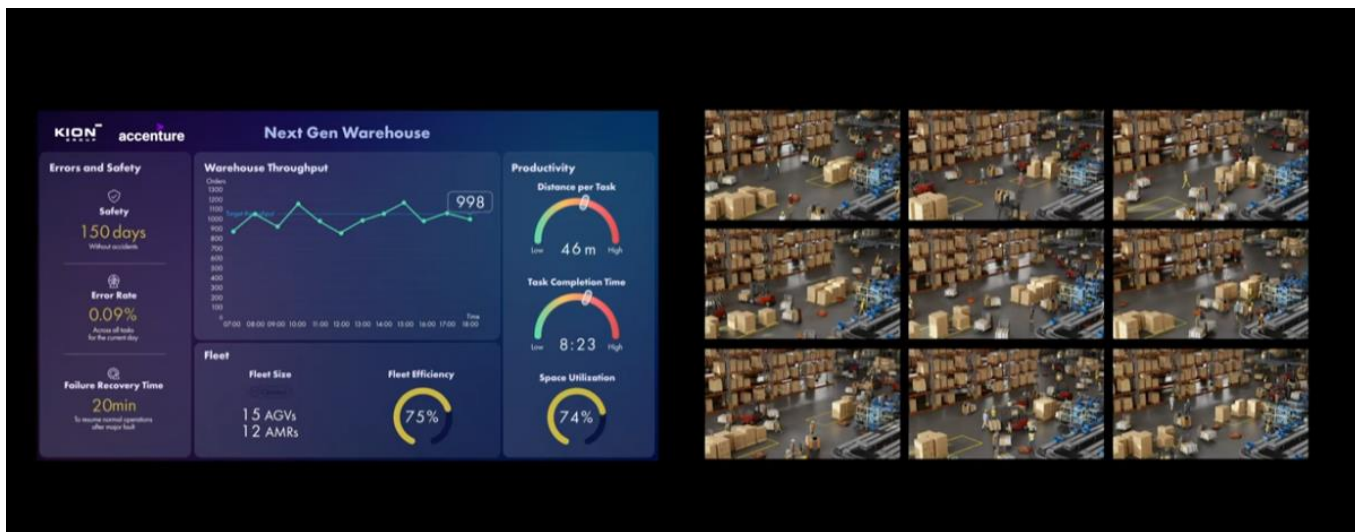 KION
GROUP
accenture
Next Gen Warehouse
Errors and Safety
Safety
150 days
Without accidents
Error Rate
0.09%
Across all tasks
for the current day
Failure Recovery Time
20min
To resume normal operations
after major fault
Warehouse Throughput
Orders
1300
1200
1100
1000
900
800
700
600
500
400
300
200
100
0
Target throughput
998
Time
07:00 08:00 09:00 10:00 11:00 12:00 13:00 14:00 15:00 16:00 17:00 18:00
Fleet
Fleet Size
15 AGVs
12 AMRs
Fleet Efficiency
75%
Productivity
Distance per Task
Low 46 m High
Task Completion Time
Low 8:23 High
Space Utilization
74%